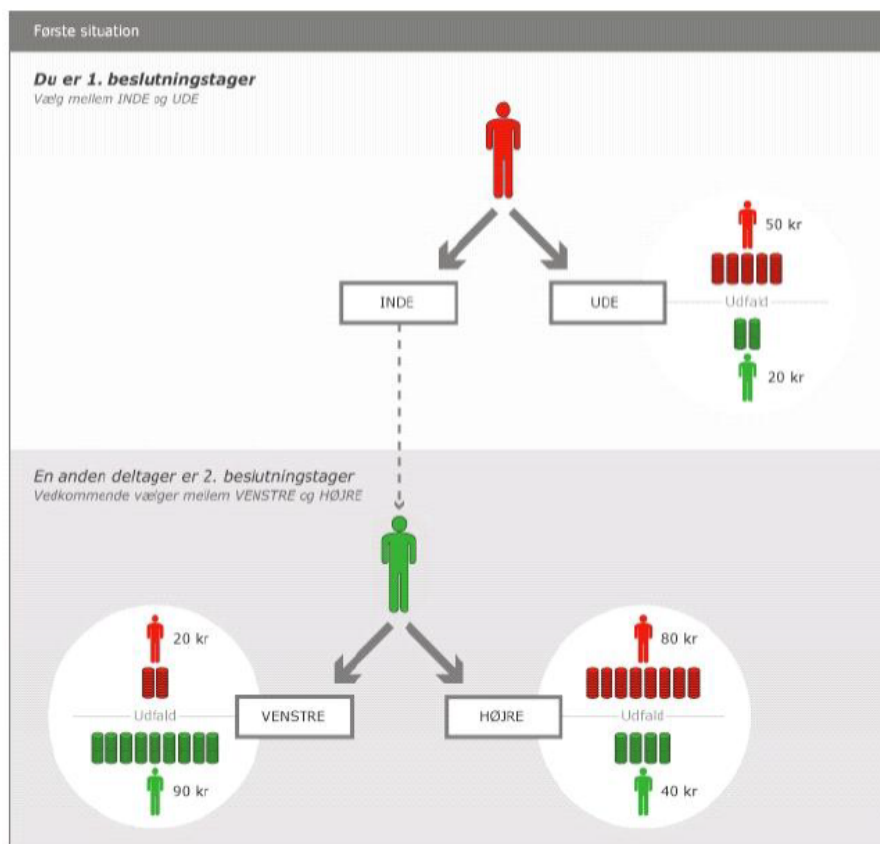 Første situation
Du er 1. beslutningstager
Vælg mellem INDE og UDE
50 kr
INDE
UDE
Udfald
20 kr
En anden deltager er 2. beslutningstager
Vedkommende vælger mellem VENSTRE og HØJRE
20 kr
80 kr
Udfald
VENSTRE
HØJRE
Udfald
90 kr
40 kr